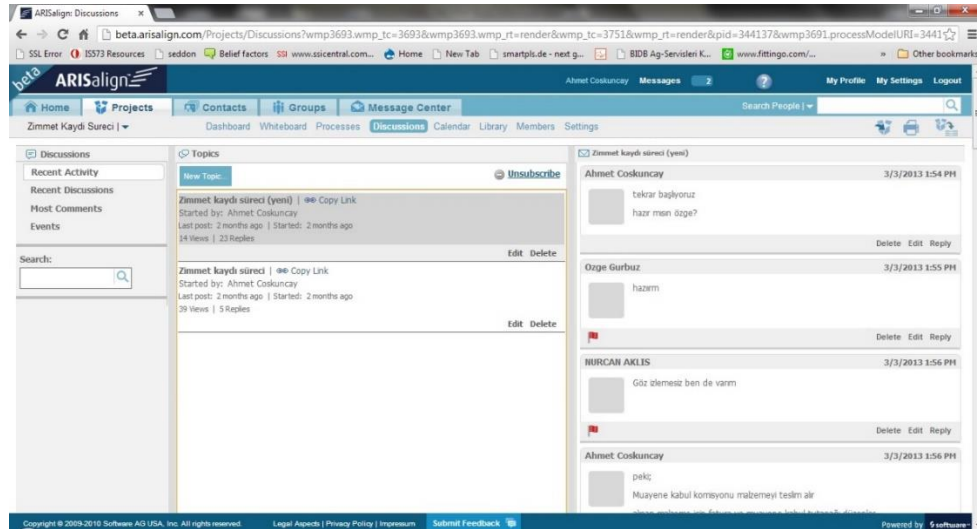 ARISalign: Discussions
beta.arisalign.com/Projects/Discussions?wmp3693.wmp_tc=3693&wmp3693.wmp_rt=render&wmp_tc=3751&wmp_rt=render&pid=344137&wmp3691.processModelURI=3441
SSL Error IS573 Resources seddon Belief factors SSI www.ssicentral.com... Home New Tab smartpls.de - next g... BIDB Ag-Servisleri K... www.fittingo.com/... » Other bookmarks
beta ARISalign Ahmet Coskuncay Messages 2 ? My Profile My Settings Logout
Home Projects Contacts Groups Message Center Search People |
Zimmet Kaydi Sureci | Dashboard Whiteboard Processes Discussions Calendar Library Members Settings
Discussions
Recent Activity
Recent Discussions
Most Comments
Events
Search:
Topics
New Topic... Unsubscribe
Zimmet kaydı süreci (yeni) | Copy Link
Started by: Ahmet Coskuncay
Last post: 2 months ago | Started: 2 months ago
14 Views | 23 Replies
Edit Delete
Zimmet kaydı süreci | Copy Link
Started by: Ahmet Coskuncay
Last post: 2 months ago | Started: 2 months ago
39 Views | 5 Replies
Edit Delete
Zimmet kaydı süreci (yeni)
Ahmet Coskuncay 3/3/2013 1:54 PM
tekrar başlıyoruz
hazır mısın özge?
Delete Edit Reply
Ozge Gurbuz 3/3/2013 1:55 PM
hazırım
Delete Edit Reply
NURCAN AKLIS 3/3/2013 1:56 PM
Göz izlemesiz ben de varım
Delete Edit Reply
Ahmet Coskuncay 3/3/2013 1:56 PM
peki;
Muayene kabul komisyonu malzemeyi teslim alır
Copyright © 2009-2010 Software AG USA, Inc. All rights reserved. Legal Aspects | Privacy Policy | Impressum Submit Feedback Powered by software